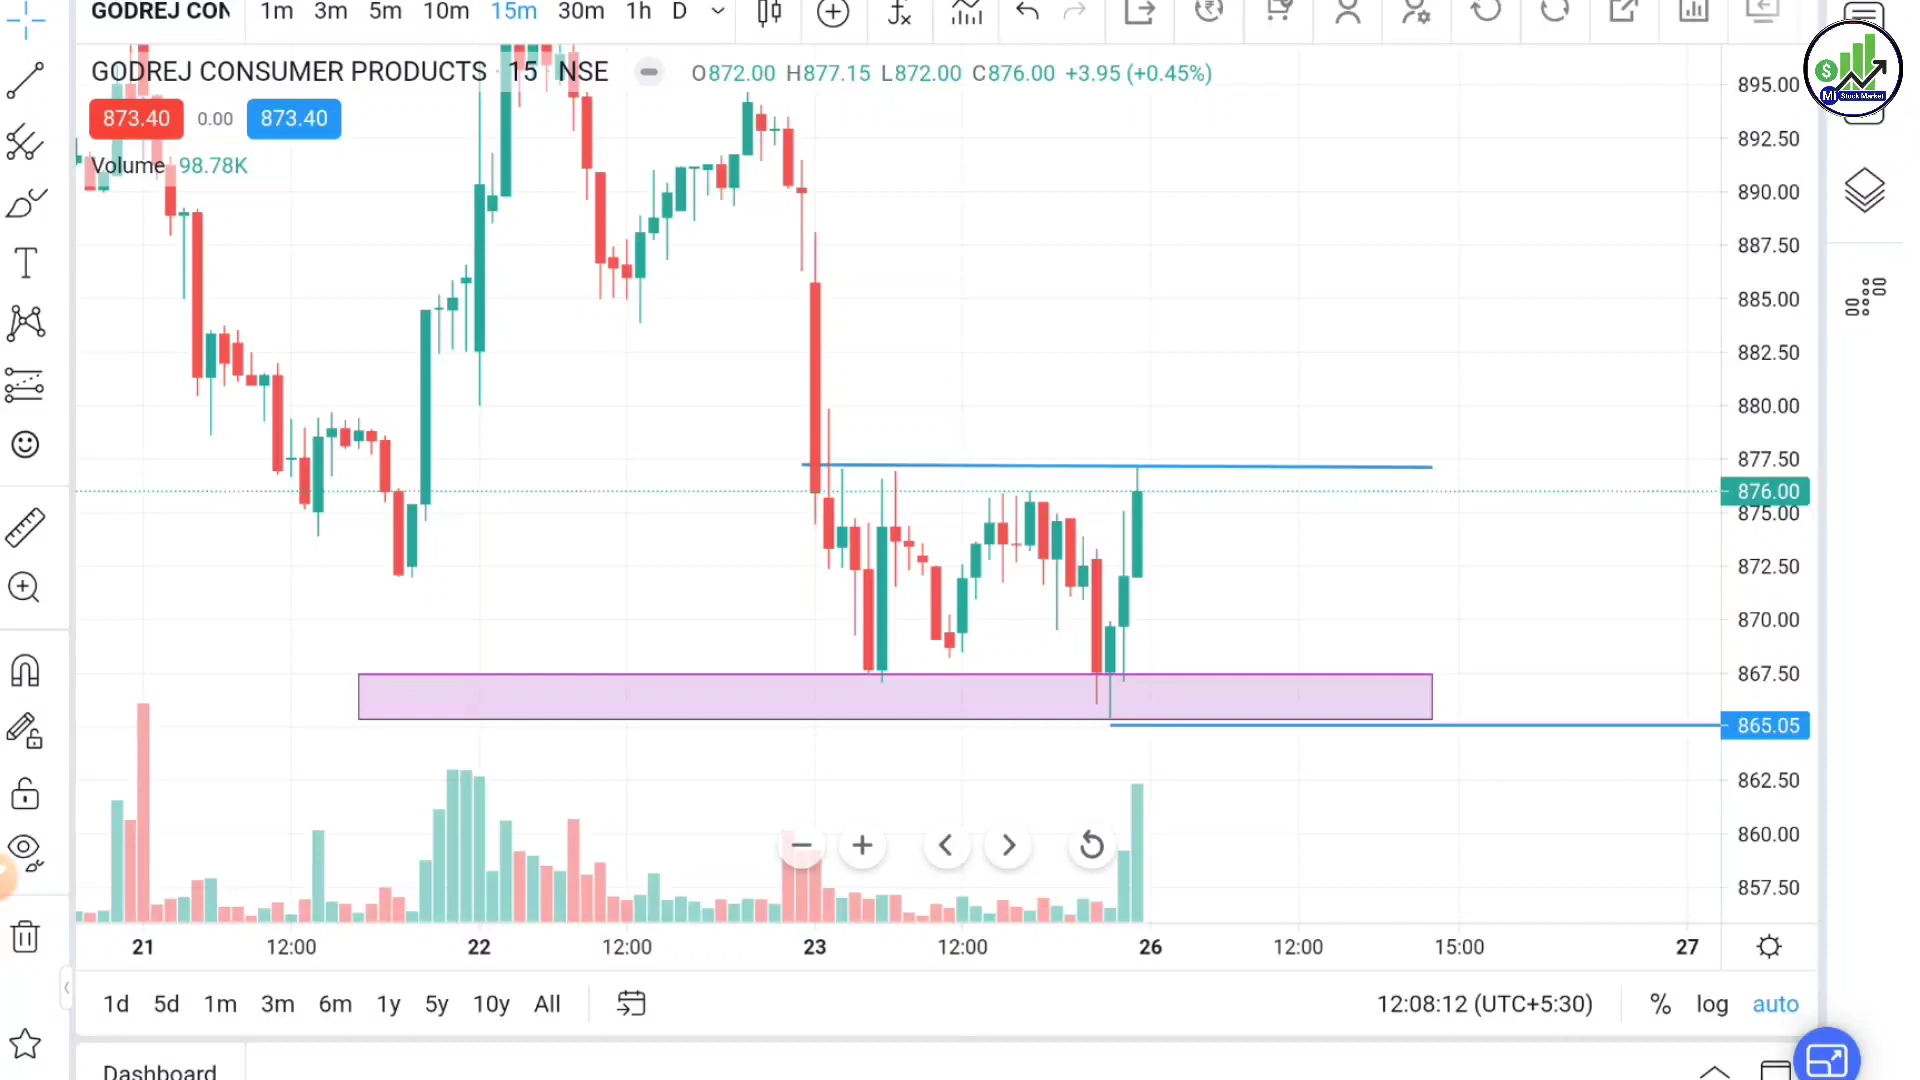 GODREJ CON 1m 3m 5m 10m 15m 30m 1h D
GODREJ CONSUMER PRODUCTS · 15 · NSE O872.00 H877.15 L872.00 C876.00 +3.95 (+0.45%)
873.40 0.00 873.40
Volume 98.78K
895.00
892.50
890.00
887.50
885.00
882.50
880.00
877.50
876.00
875.00
872.50
870.00
867.50
865.05
862.50
860.00
857.50
21 12:00 22 12:00 23 12:00 26 12:00 15:00 27
1d 5d 1m 3m 6m 1y 5y 10y All 12:08:12 (UTC+5:30) % log auto
Dashboard
$
Mi Stock Market